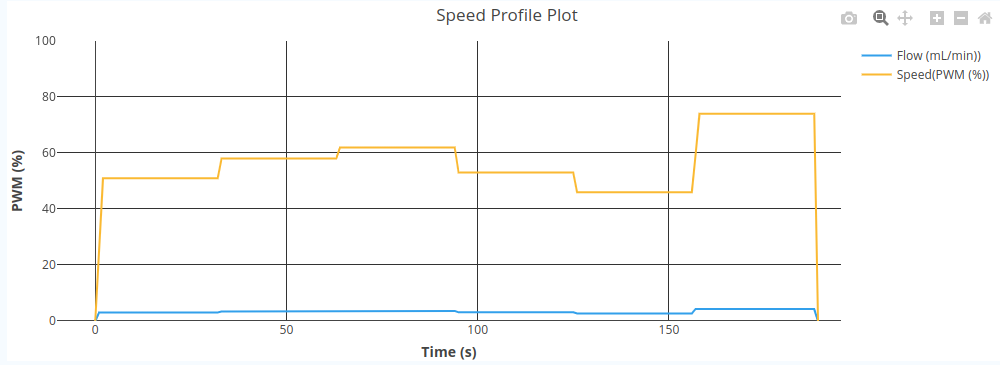 Speed Profile Plot
Flow (mL/min))
Speed(PWM (%))
100
80
60
40
20
0
PWM (%)
0 50 100 150
Time (s)